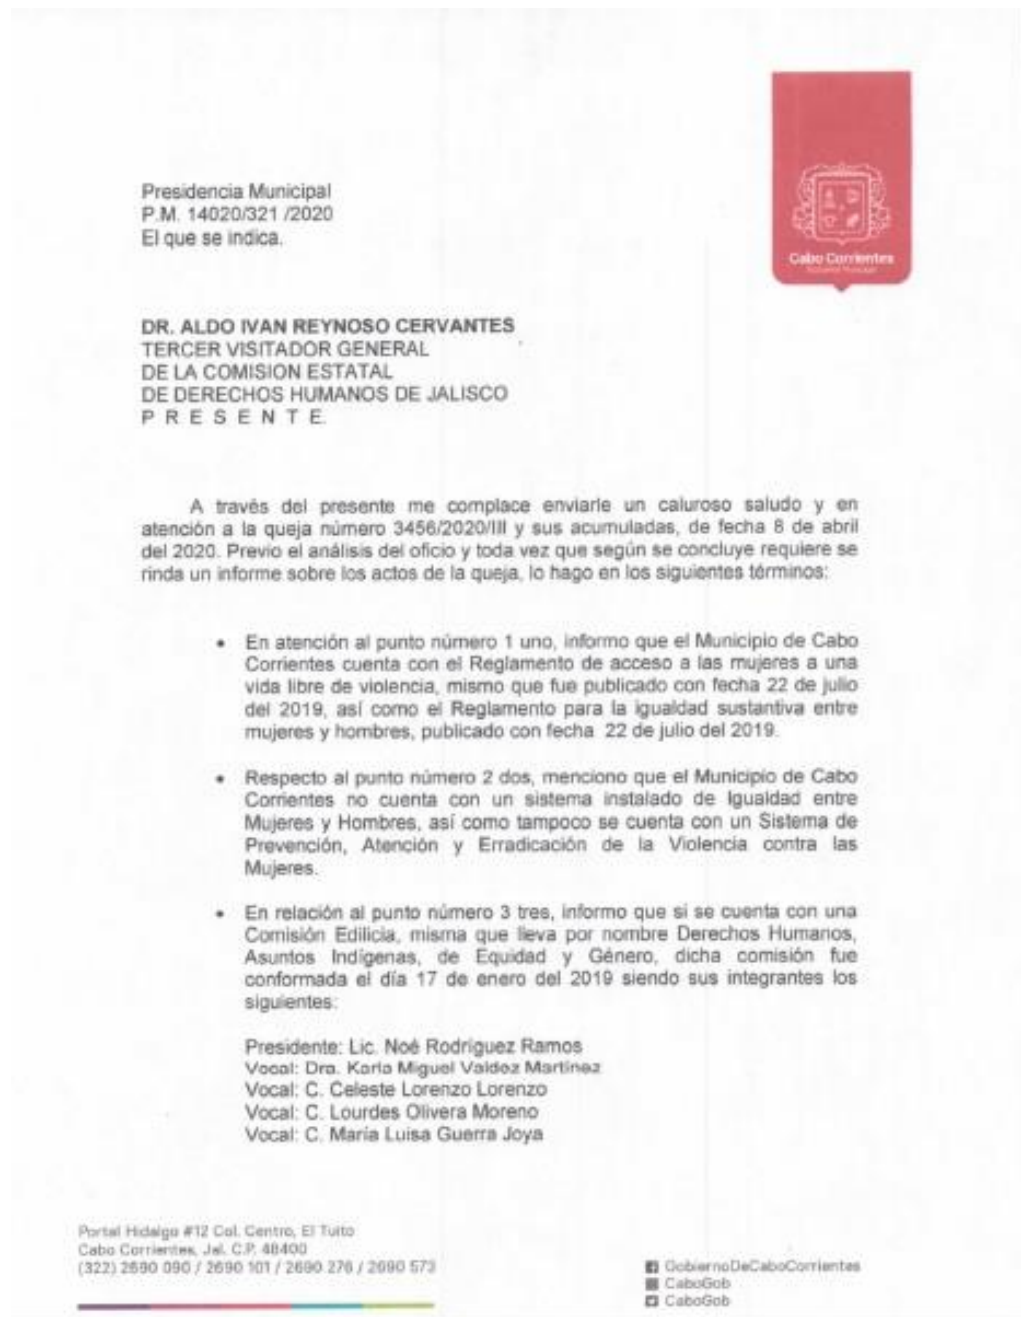 Presidencia Municipal
P.M. 14020/321 /2020
El que se indica.
Cabo Corrientes
DR. ALDO IVAN REYNOSO CERVANTES
TERCER VISITADOR GENERAL
DE LA COMISION ESTATAL
DE DERECHOS HUMANOS DE JALISCO
P R E S E N T E.
A través del presente me complace enviarle un caluroso saludo y en
atención a la queja número 3456/2020/III y sus acumuladas, de fecha 8 de abril
del 2020. Previo el análisis del oficio y toda vez que según se concluye requiere se
rinda un informe sobre los actos de la queja, lo hago en los siguientes términos:
• En atención al punto número 1 uno, informo que el Municipio de Cabo
Corrientes cuenta con el Reglamento de acceso a las mujeres a una
vida libre de violencia, mismo que fue publicado con fecha 22 de julio
del 2019, así como el Reglamento para la igualdad sustantiva entre
mujeres y hombres, publicado con fecha 22 de julio del 2019.
• Respecto al punto número 2 dos, menciono que el Municipio de Cabo
Corrientes no cuenta con un sistema instalado de Igualdad entre
Mujeres y Hombres, así como tampoco se cuenta con un Sistema de
Prevención, Atención y Erradicación de la Violencia contra las
Mujeres.
• En relación al punto número 3 tres, informo que si se cuenta con una
Comisión Edilicia, misma que lleva por nombre Derechos Humanos,
Asuntos Indígenas, de Equidad y Género, dicha comisión fue
conformada el día 17 de enero del 2019 siendo sus integrantes los
siguientes:
Presidente: Lic. Noé Rodríguez Ramos
Vocal: Dra. Karla Miguel Valdez Martínez
Vocal: C. Celeste Lorenzo Lorenzo
Vocal: C. Lourdes Olivera Moreno
Vocal: C. María Luisa Guerra Joya
Portal Hidalgo #12 Col. Centro, El Tuito
Cabo Corrientes, Jal. C.P. 48400
(322) 2690 090 / 2690 101 / 2690 276 / 2690 573
GobiernoDeCaboCorrientes
CaboGob
CaboGob